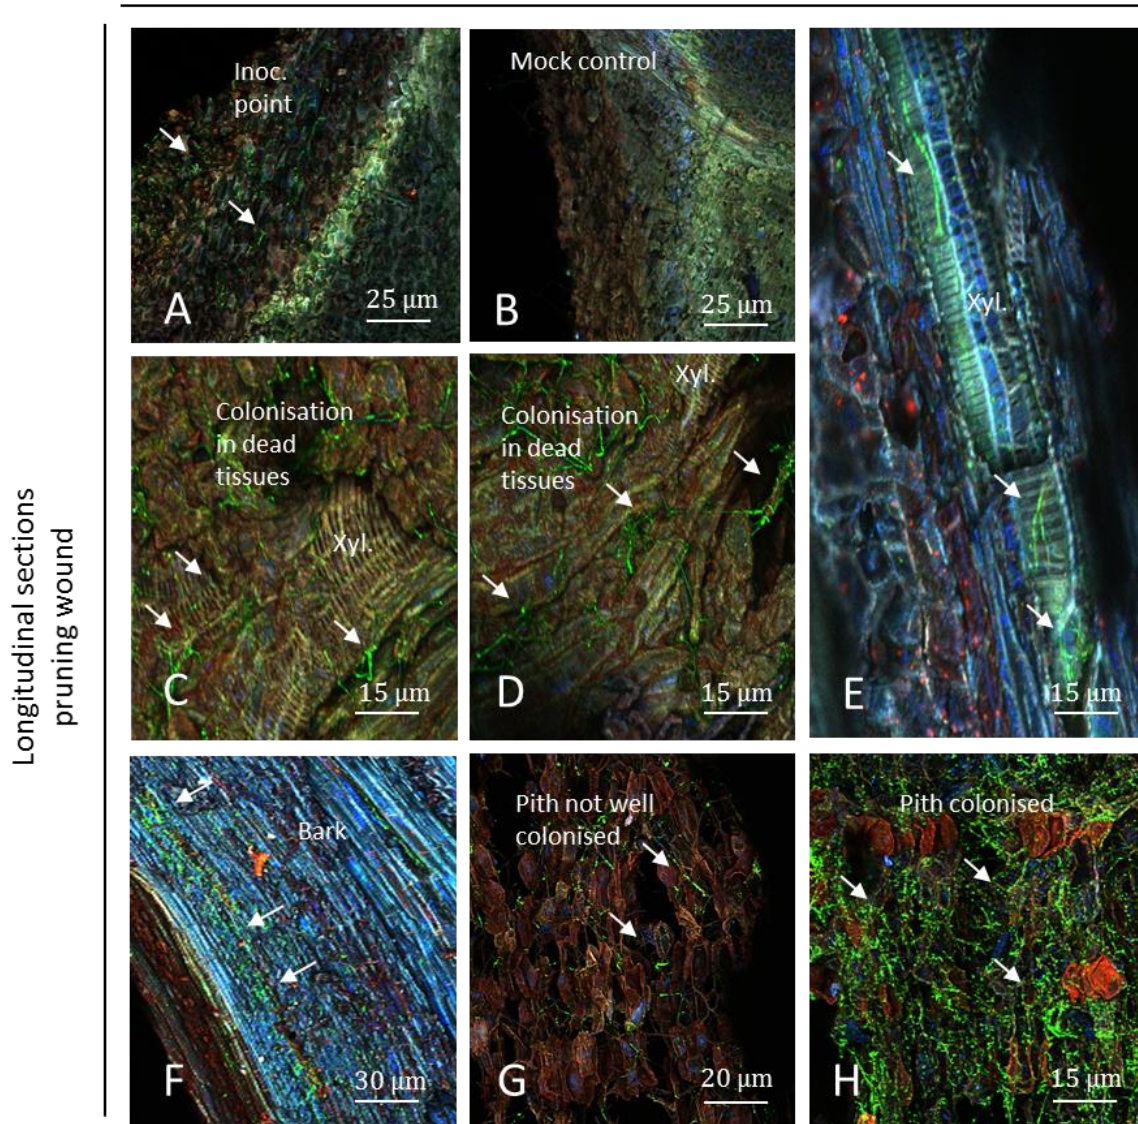 Longitudinal sections
pruning wound
Inoc.
point
A
25 μm
Mock control
B
25 μm
Xyl.
E
15 μm
Colonisation
in dead
tissues
Xyl.
C
15 μm
Xyl.
Colonisation
in dead
tissues
D
15 μm
Bark
F
30 μm
Pith not well
colonised
G
20 μm
Pith colonised
H
15 μm